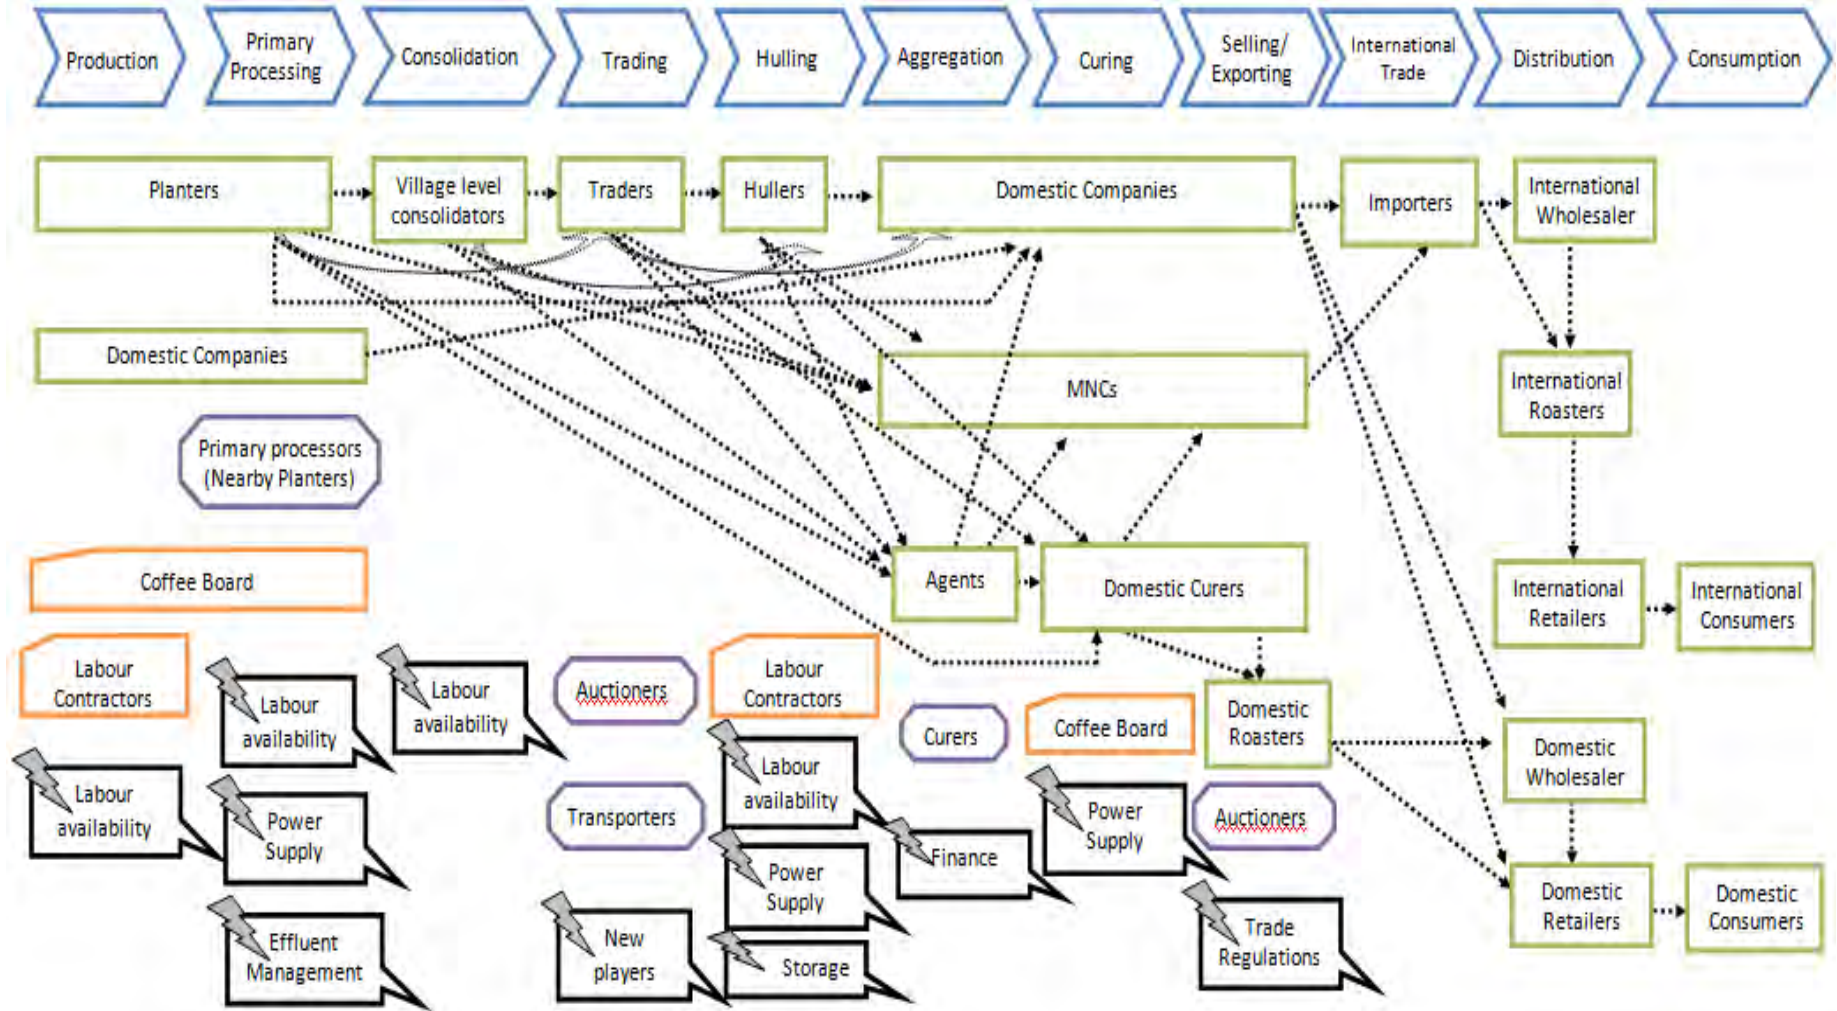 Production
Primary
Processing
Consolidation
Trading
Hulling
Aggregation
Curing
Selling/
Exporting
International
Trade
Distribution
Consumption
Planters
Village level
consolidators
Traders
Hullers
Domestic Companies
Importers
International
Wholesaler
Domestic Companies
MNCs
International
Roasters
Primary processors
(Nearby Planters)
Coffee Board
Agents
Domestic Curers
International
Retailers
International
Consumers
Labour
Contractors
Labour
availability
Labour
availability
Auctioners
Labour
Contractors
Curers
Coffee Board
Domestic
Roasters
Domestic
Wholesaler
Labour
availability
Power
Supply
Transporters
Labour
availability
Finance
Power
Supply
Auctioners
Power
Supply
Domestic
Retailers
Domestic
Consumers
Effluent
Management
New
players
Storage
Trade
Regulations